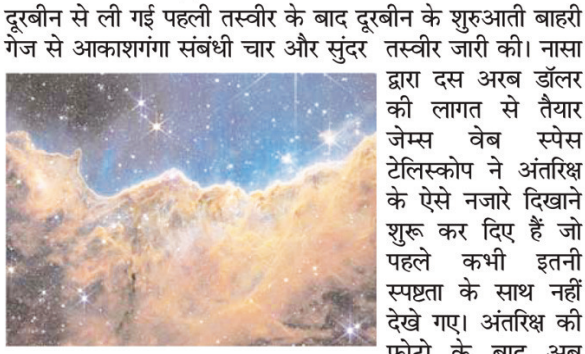 दूरबीन से ली गई पहली तस्वीर के बाद दूरबीन के शुरुआती बाहरी
गेज से आकाशगंगा संबंधी चार और सुंदर तस्वीर जारी की। नासा
द्वारा दस अरब डॉलर
की लागत से तैयार
जेम्स वेब स्पेस
टेलिस्कोप ने अंतरिक्ष
के ऐसे नजारे दिखाने
शुरू कर दिए हैं जो
पहले कभी इतनी
स्पष्टता के साथ नहीं
देखे गए। अंतरिक्ष की
फोटो के बाद अब